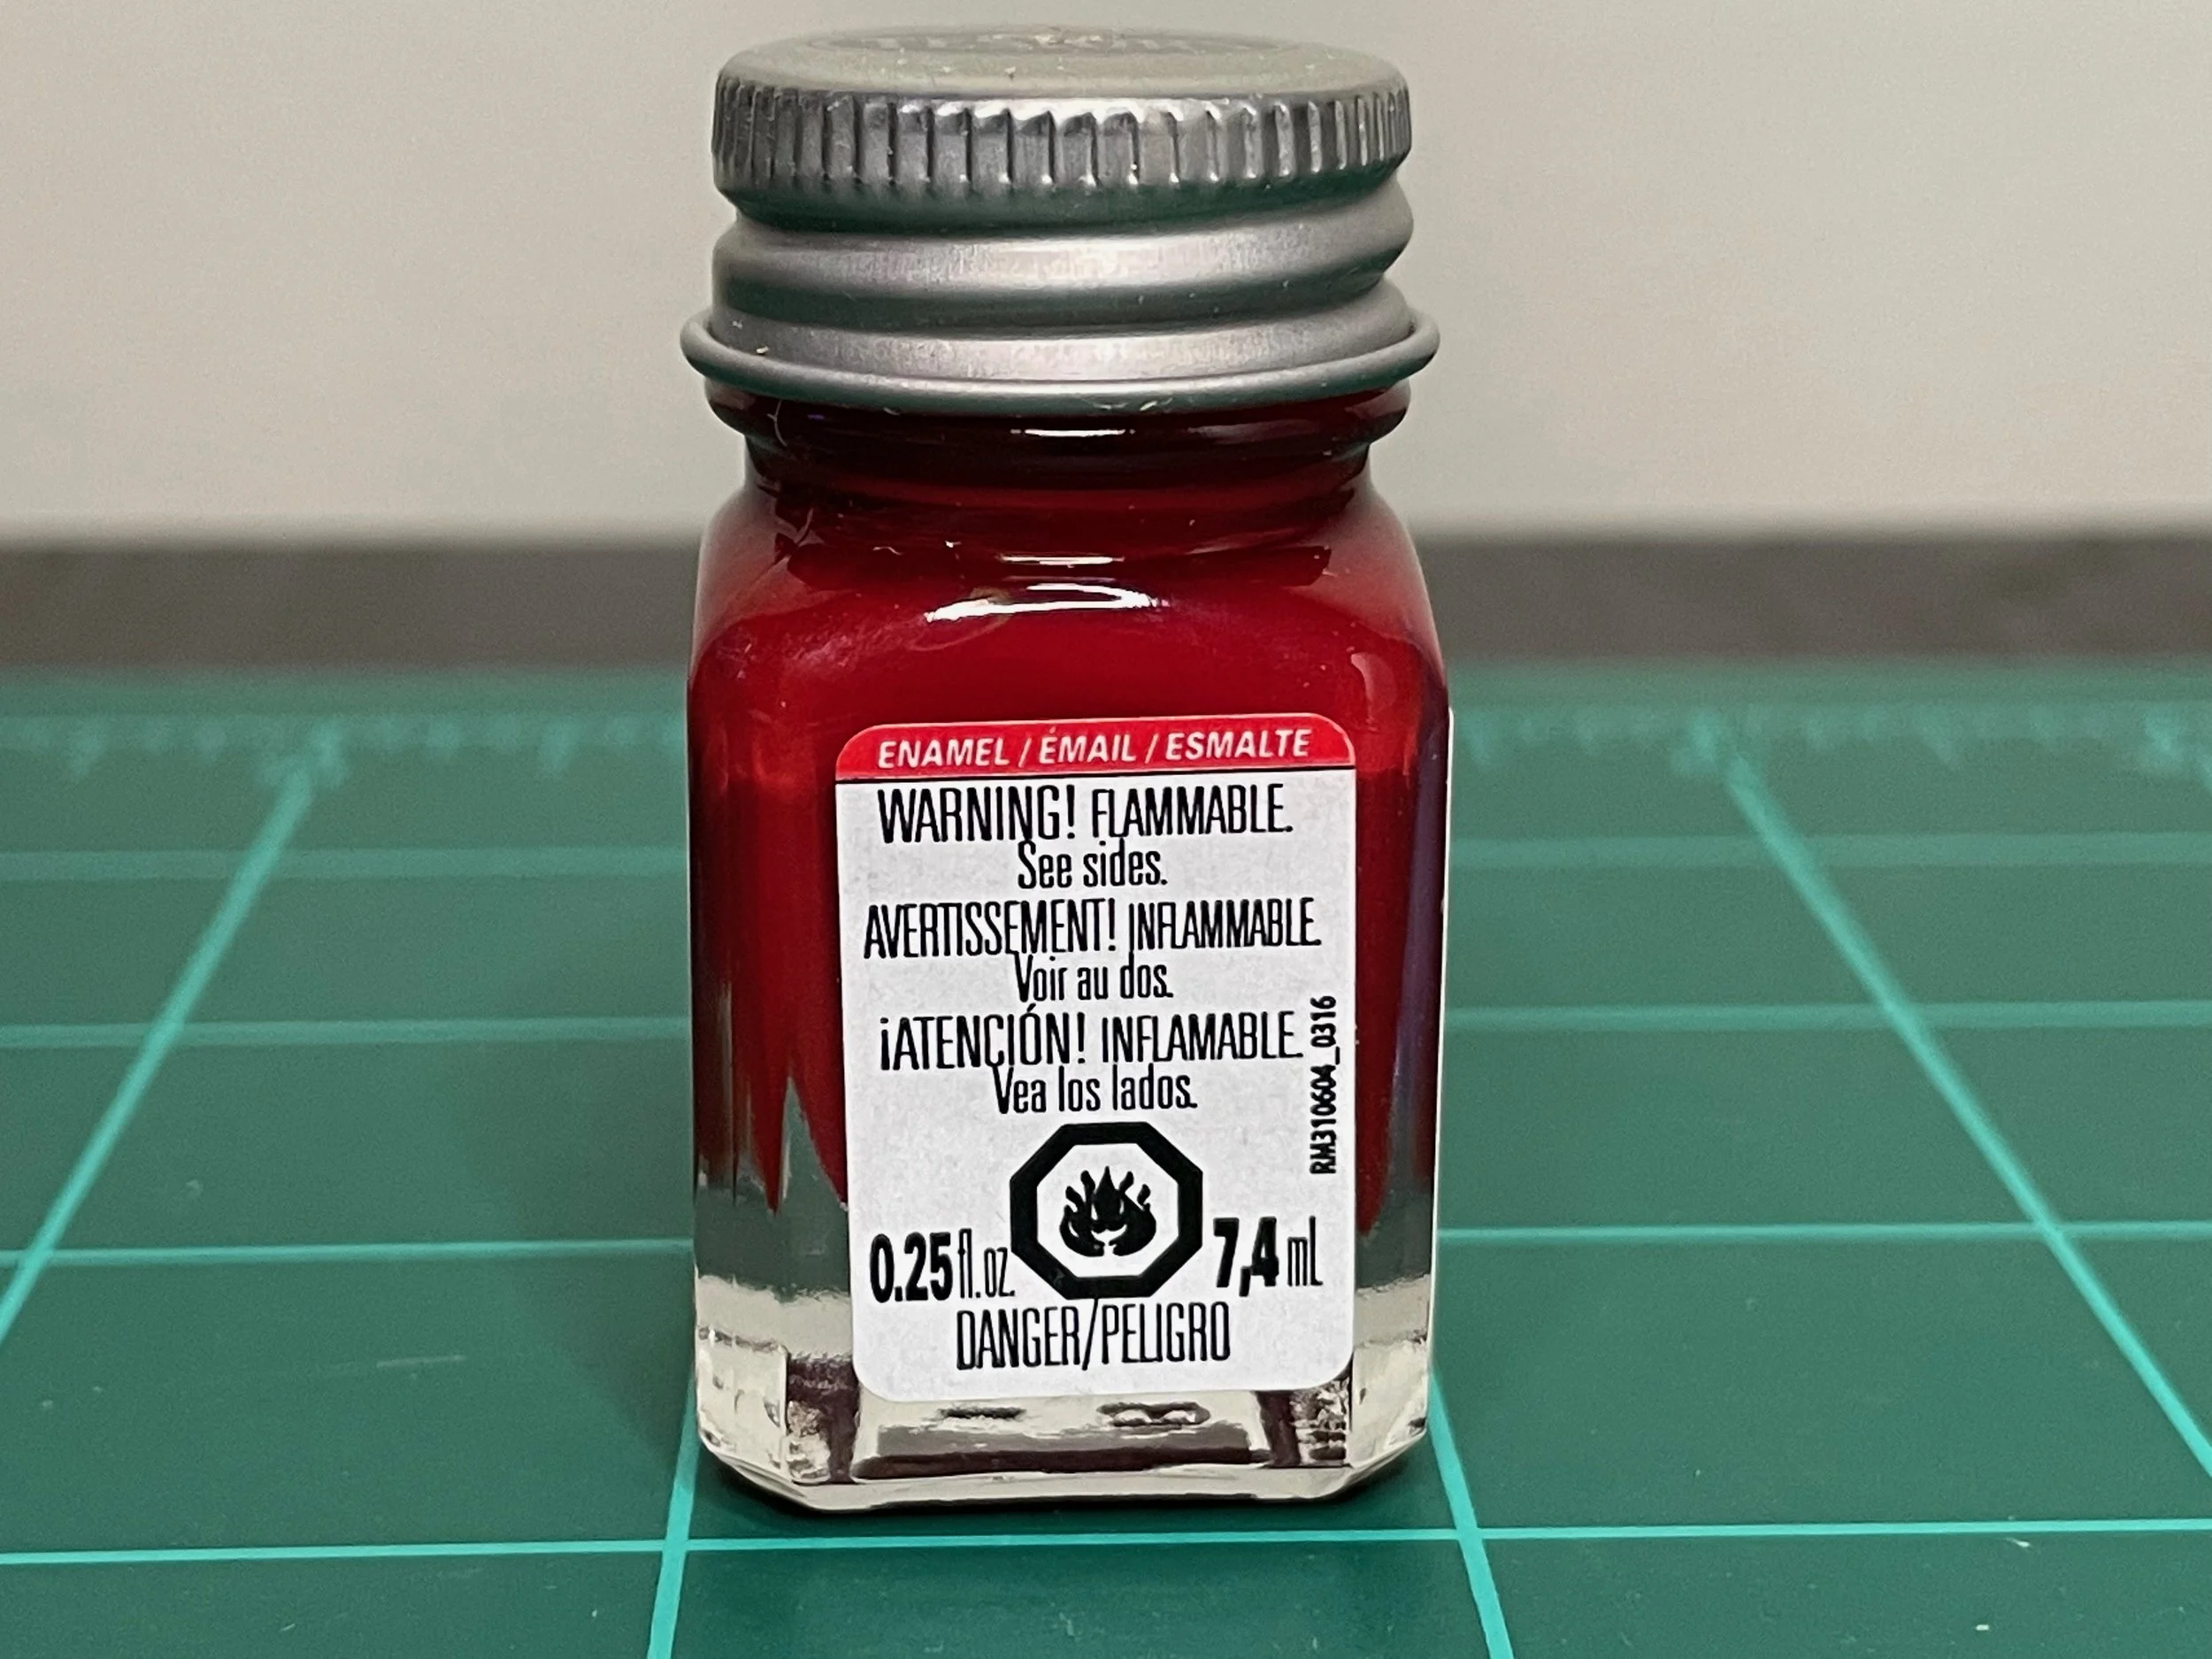 ENAMEL / ÉMAIL / ESMALTE
WARNING! FLAMMABLE.
See sides.
AVERTISSEMENT! INFLAMMABLE.
Voir au dos.
¡ATENCIÓN! INFLAMABLE.
Vea los lados.
RM310604_0316
0.25 fl. oz. 7,4 ml
DANGER/PELIGRO